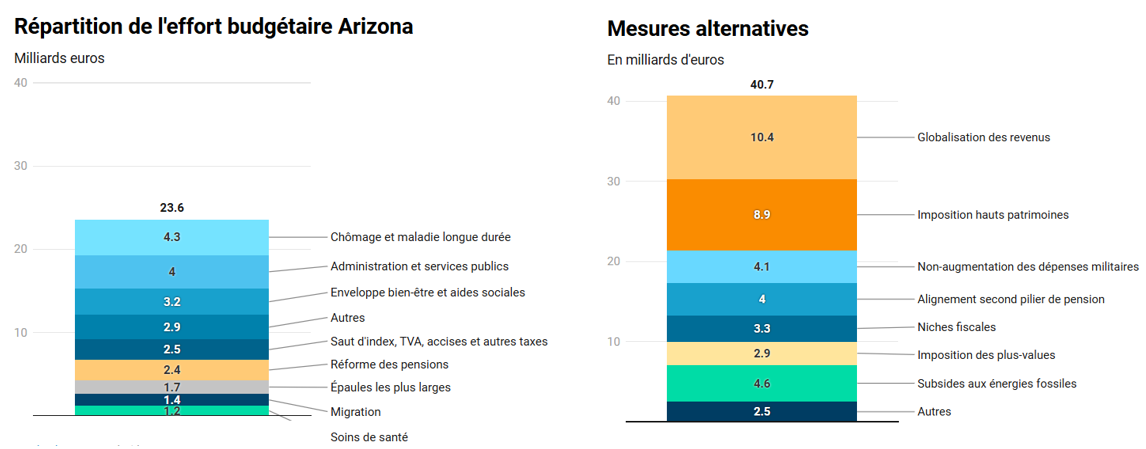 Répartition de l'effort budgétaire Arizona
Milliards euros
40
30
20
10
23.6
4.3
Chômage et maladie longue durée
4
Administration et services publics
3.2
Enveloppe bien-être et aides sociales
2.9
Autres
2.5
Saut d'index, TVA, accises et autres taxes
2.4
Réforme des pensions
1.7
Épaules les plus larges
1.4
Migration
1.2
Soins de santé
Mesures alternatives
En milliards d'euros
40
30
20
10
40.7
10.4
Globalisation des revenus
8.9
Imposition hauts patrimoines
4.1
Non-augmentation des dépenses militaires
4
Alignement second pilier de pension
3.3
Niches fiscales
2.9
Imposition des plus-values
4.6
Subsides aux énergies fossiles
2.5
Autres